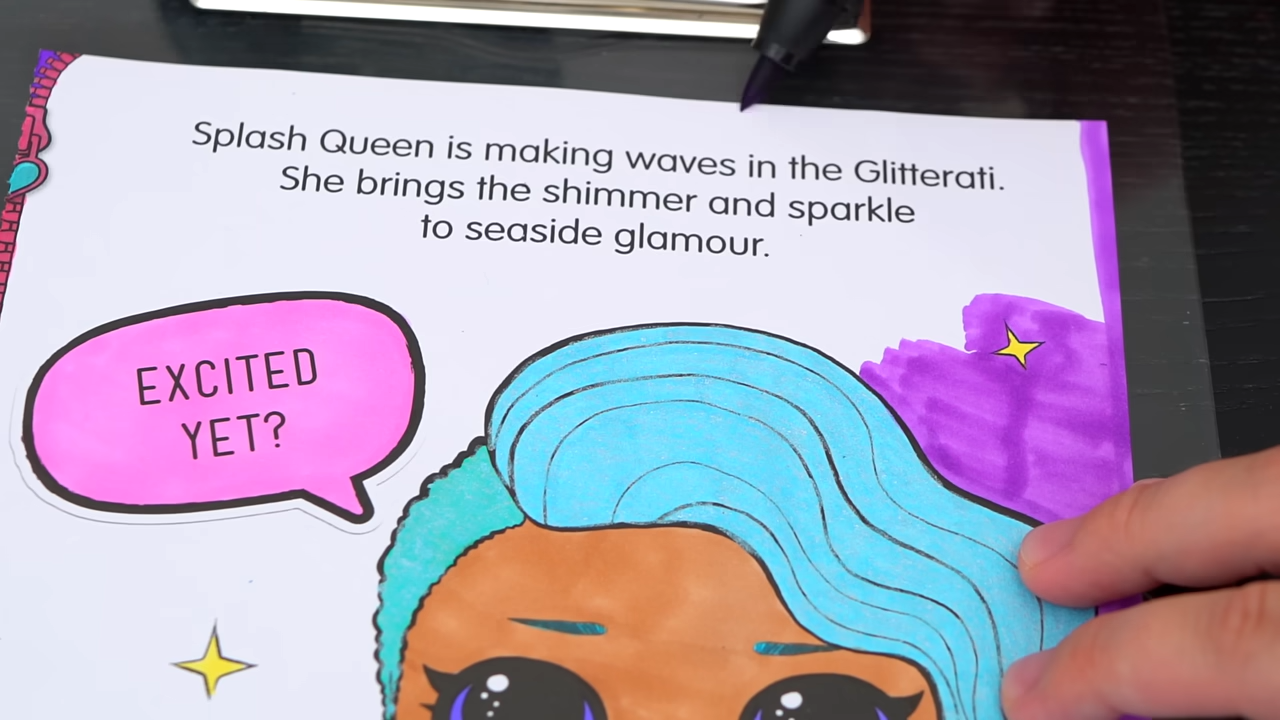 Splash Queen is making waves in the Glitterati.
She brings the shimmer and sparkle
to seaside glamour.
EXCITED
YET?